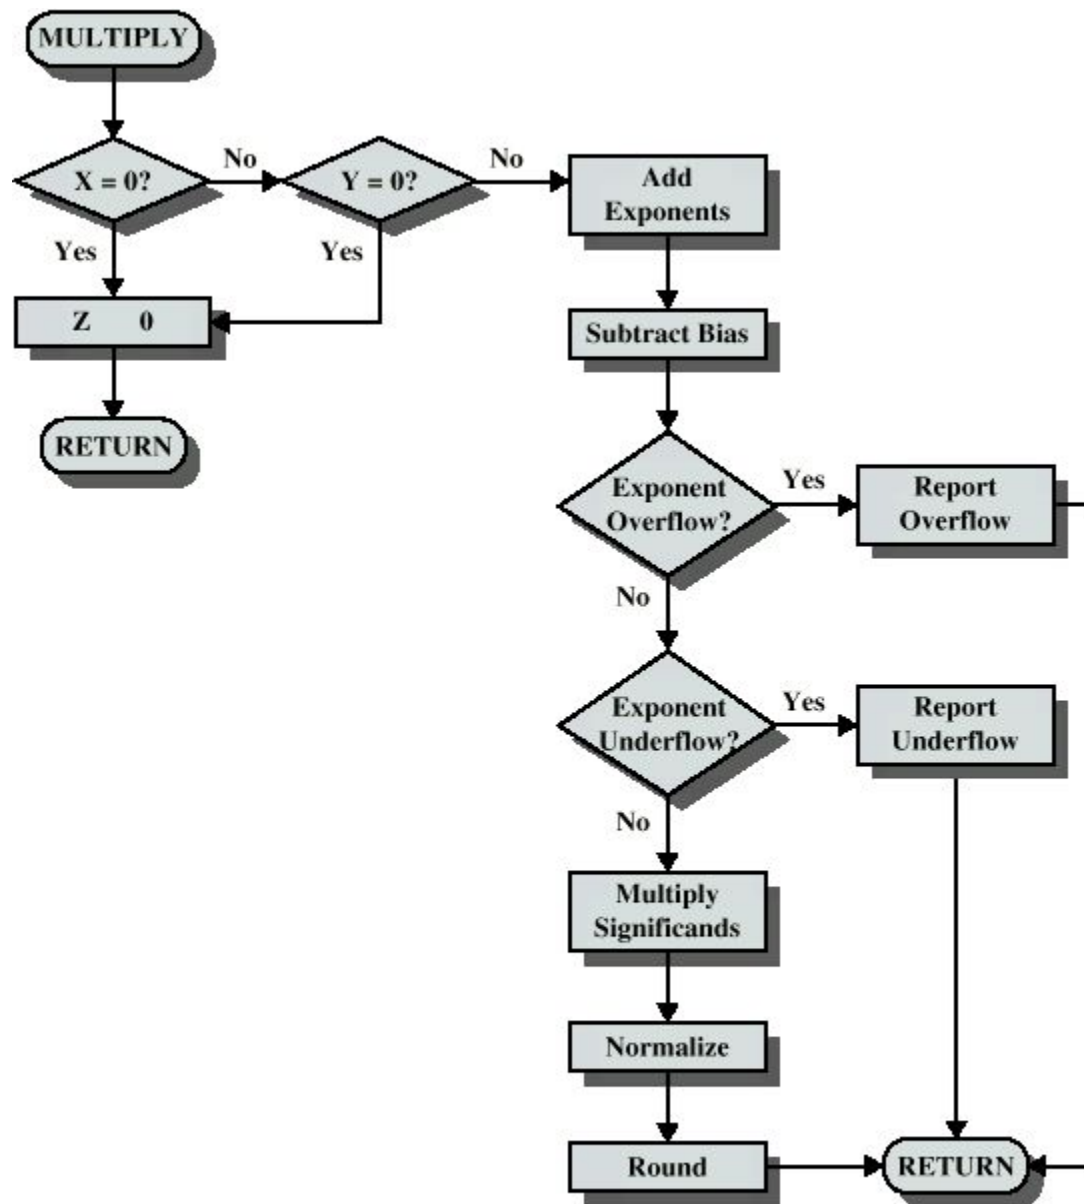 MULTIPLY
X = 0?
No
Y = 0?
No
Add
Exponents
Yes
Yes
Z 0
Subtract Bias
RETURN
Exponent
Overflow?
Yes
Report
Overflow
No
Exponent
Underflow?
Yes
Report
Underflow
No
Multiply
Significands
Normalize
Round
RETURN